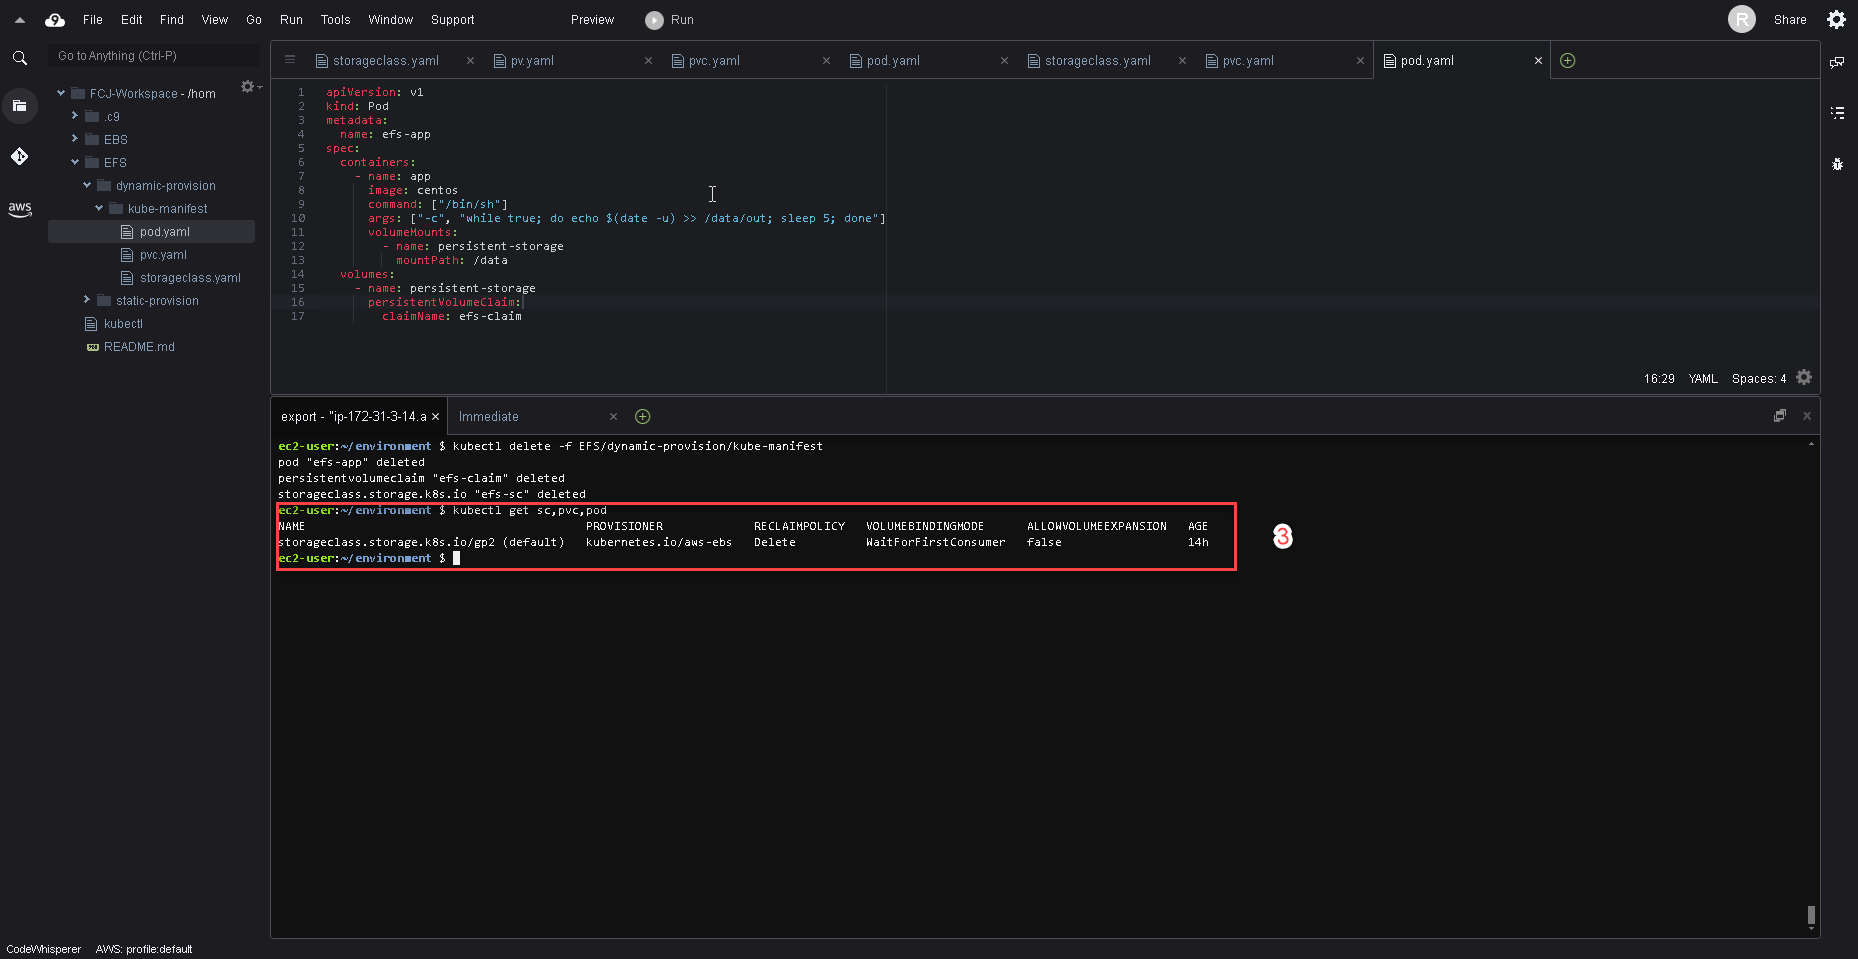 File Edit Find View Go Run Tools Window Support Preview Run R Share
Go to Anything (Ctrl-P)
storageclass.yaml pv.yaml pvc.yaml pod.yaml storageclass.yaml pvc.yaml pod.yaml
FCJ-Workspace - /hom
.c9
EBS
EFS
dynamic-provision
kube-manifest
pod.yaml
pvc.yaml
storageclass.yaml
static-provision
kubectl
README.md
aws
1 apiVersion: v1
2 kind: Pod
3 metadata:
4 name: efs-app
5 spec:
6 containers:
7 - name: app
8 image: centos
9 command: ["/bin/sh"]
10 args: ["-c", "while true; do echo $(date -u) >> /data/out; sleep 5; done"]
11 volumeMounts:
12 - name: persistent-storage
13 mountPath: /data
14 volumes:
15 - name: persistent-storage
16 persistentVolumeClaim:
17 claimName: efs-claim
16:29 YAML Spaces: 4
export - "ip-172-31-3-14.a Immediate
ec2-user:~/environment $ kubectl delete -f EFS/dynamic-provision/kube-manifest
pod "efs-app" deleted
persistentvolumeclaim "efs-claim" deleted
storageclass.storage.k8s.io "efs-sc" deleted
ec2-user:~/environment $ kubectl get sc,pvc,pod
NAME PROVISIONER RECLAIMPOLICY VOLUMEBINDINGMODE ALLOWVOLUMEEXPANSION AGE
storageclass.storage.k8s.io/gp2 (default) kubernetes.io/aws-ebs Delete WaitForFirstConsumer false 14h
ec2-user:~/environment $
3
CodeWhisperer AWS: profile:default